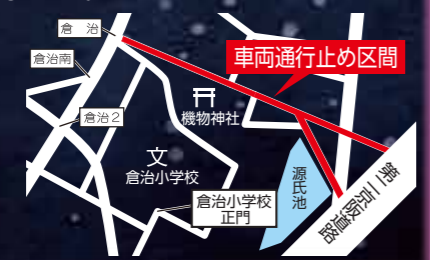 倉 治
車両通行止め区間
倉治南
機物神社
倉治2
文
倉治小学校
源氏池
倉治小学校
正門
第二京阪道路